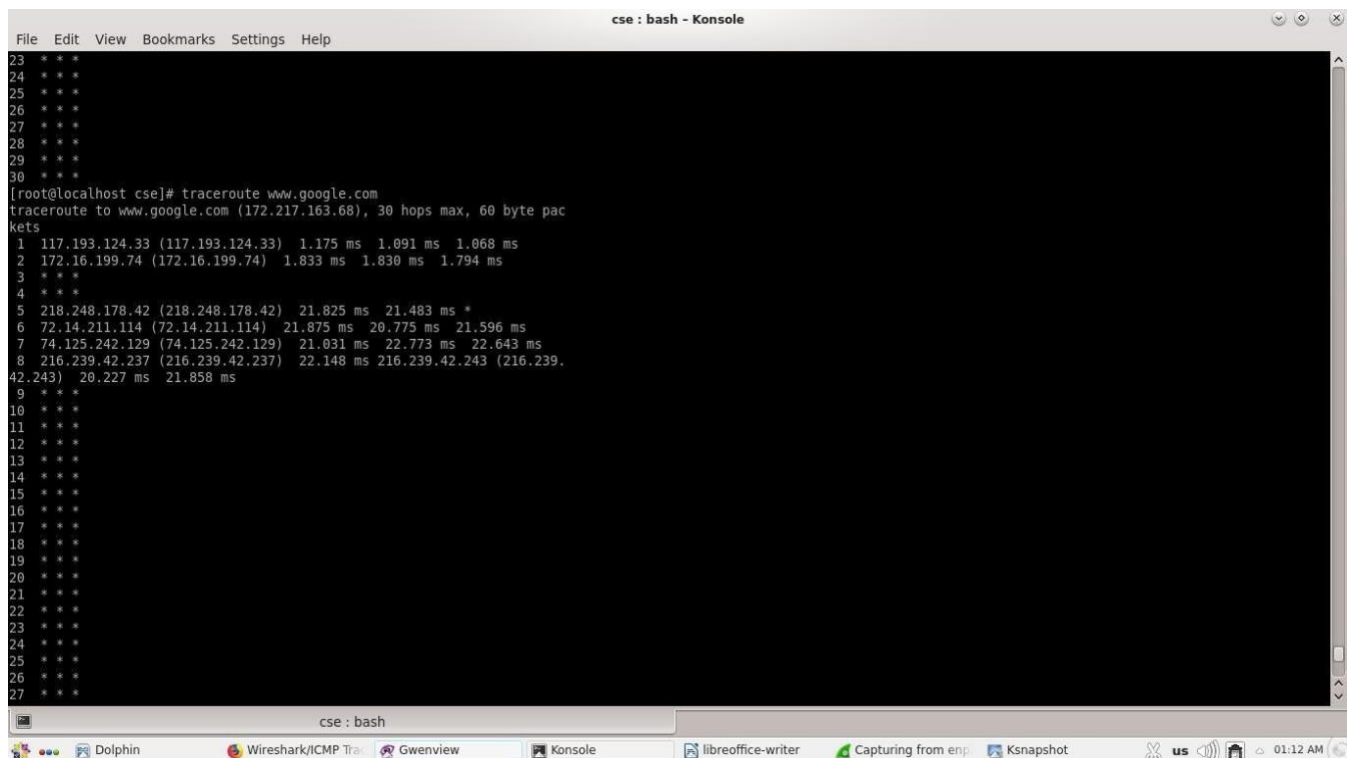 cse : bash - Konsole
File Edit View Bookmarks Settings Help
23 * * *
24 * * *
25 * * *
26 * * *
27 * * *
28 * * *
29 * * *
30 * * *
[root@localhost cse]# traceroute www.google.com
traceroute to www.google.com (172.217.163.68), 30 hops max, 60 byte pac
kets
1 117.193.124.33 (117.193.124.33) 1.175 ms 1.091 ms 1.068 ms
2 172.16.199.74 (172.16.199.74) 1.833 ms 1.830 ms 1.794 ms
3 * * *
4 * * *
5 218.248.178.42 (218.248.178.42) 21.825 ms 21.483 ms *
6 72.14.211.114 (72.14.211.114) 21.875 ms 20.775 ms 21.596 ms
7 74.125.242.129 (74.125.242.129) 21.031 ms 22.773 ms 22.643 ms
8 216.239.42.237 (216.239.42.237) 22.148 ms 216.239.42.243 (216.239.
42.243) 20.227 ms 21.858 ms
9 * * *
10 * * *
11 * * *
12 * * *
13 * * *
14 * * *
15 * * *
16 * * *
17 * * *
18 * * *
19 * * *
20 * * *
21 * * *
22 * * *
23 * * *
24 * * *
25 * * *
26 * * *
27 * * *
cse : bash
Dolphin Wireshark/ICMP Tra Gwenview Konsole libreoffice-writer Capturing from enp Ksnapshot us 01:12 AM